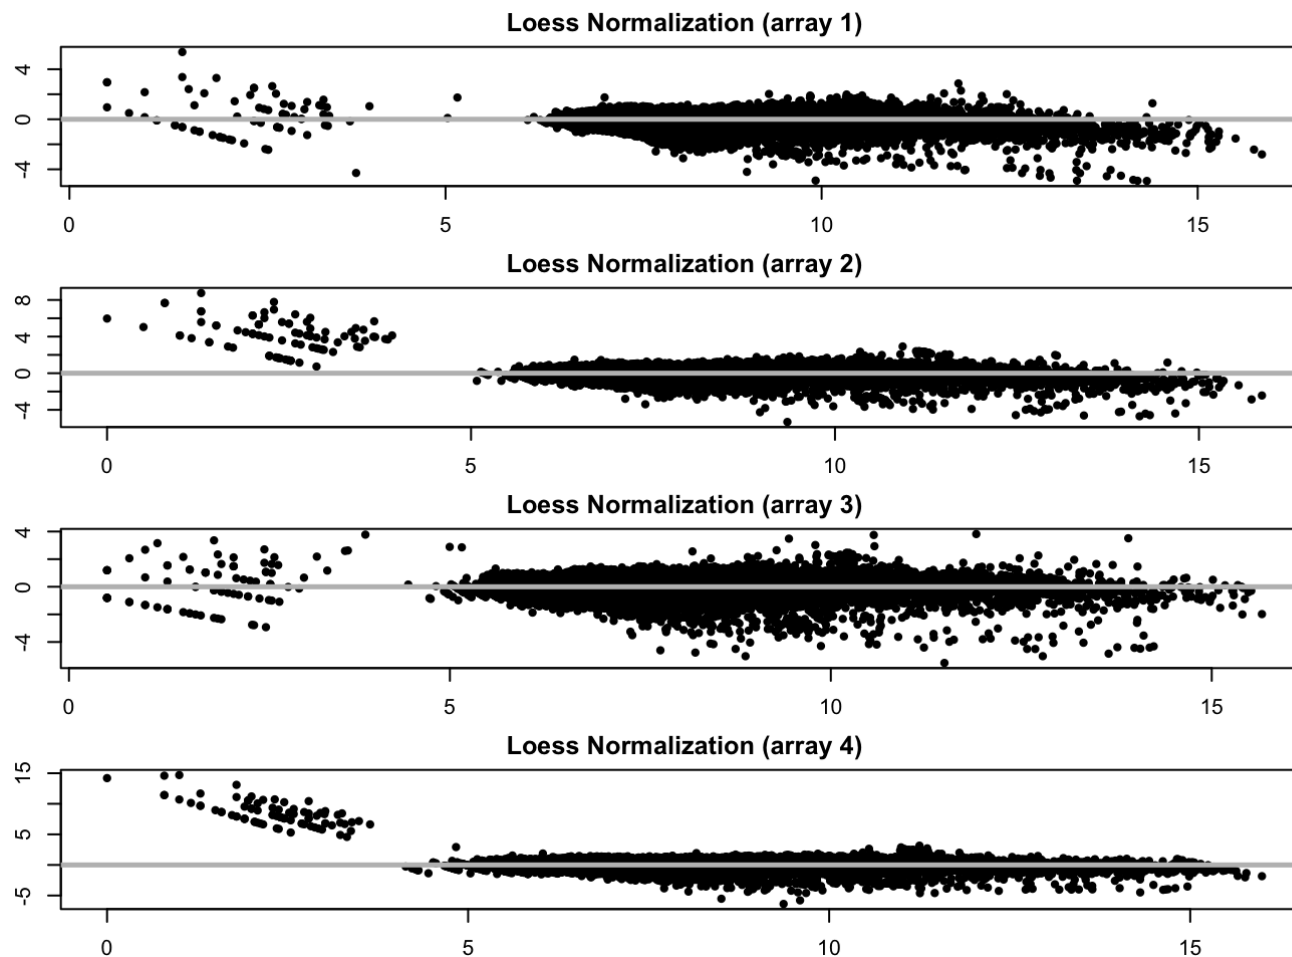 Loess Normalization (array 1)
4
0
-4
0 5 10 15
Loess Normalization (array 2)
8
4
0
-4
0 5 10 15
Loess Normalization (array 3)
4
0
-4
0 5 10 15
Loess Normalization (array 4)
15
5
-5
0 5 10 15